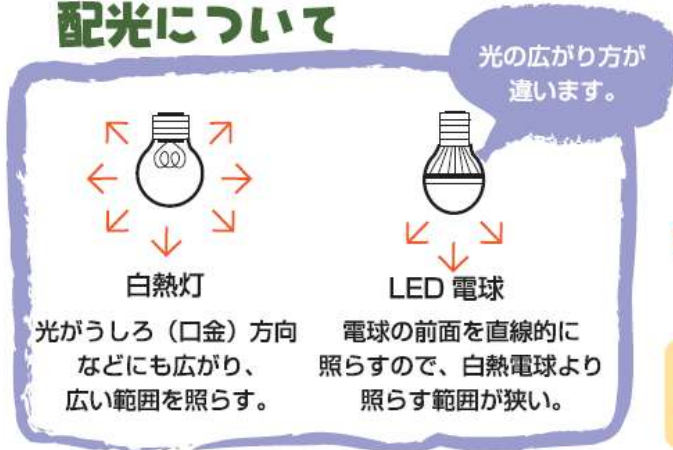 配光について
光の広がり方が
違います。
白熱灯
光がうしろ（口金）方向
などにも広がり、
広い範囲を照らす。
LED 電球
電球の前面を直線的に
照らすので、白熱電球より
照らす範囲が狭い。